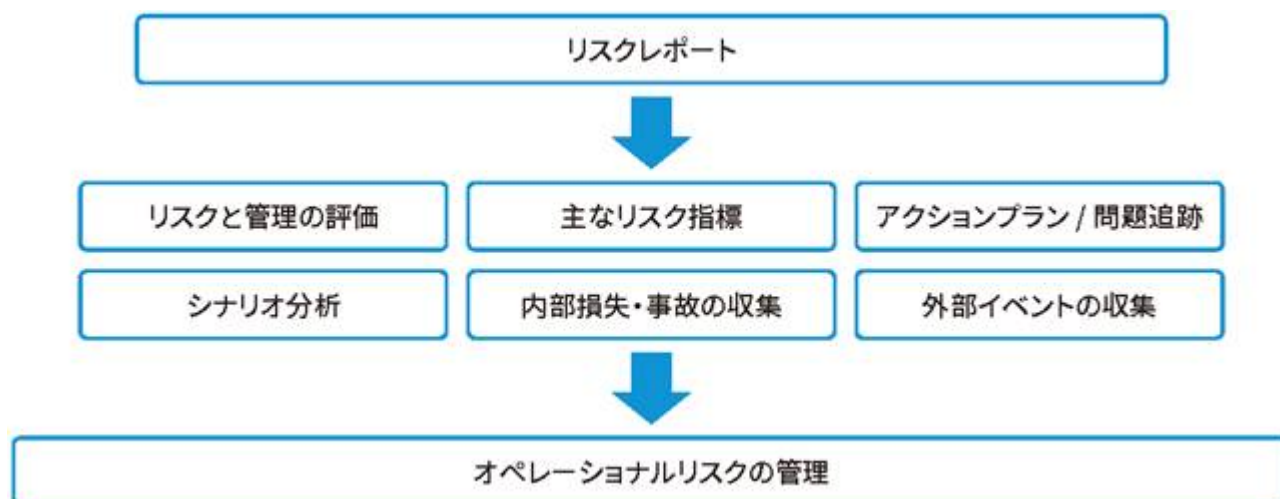 リスクレポート
リスクと管理の評価
主なリスク指標
アクションプラン / 問題追跡
シナリオ分析
内部損失・事故の収集
外部イベントの収集
オペレーショナルリスクの管理